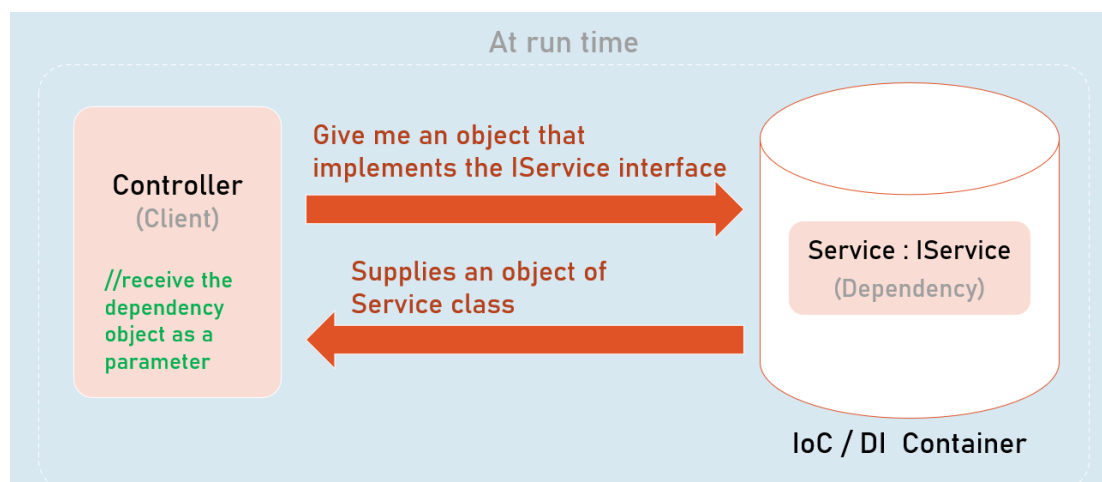 At run time
Give me an object that
implements the IService interface
Controller
(Client)
//receive the
dependency
object as a
parameter
Supplies an object of
Service class
Service : IService
(Dependency)
IoC / DI Container